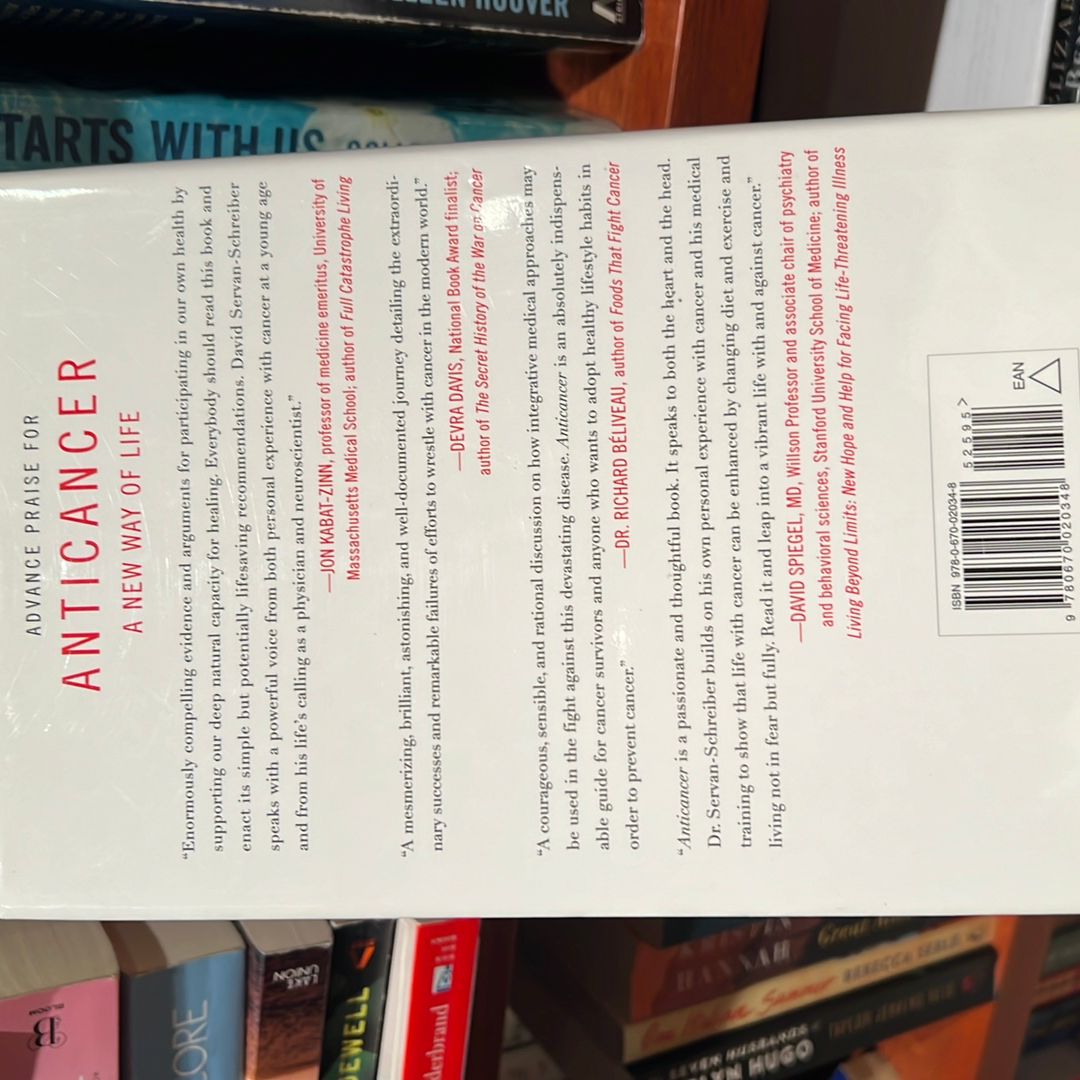 ADVANCE PRAISE FOR
ANTICANCER
A NEW WAY OF LIFE
“Enormously compelling evidence and arguments for participating in our own health by
supporting our deep natural capacity for healing. Everybody should read this book and
enact its simple but potentially lifesaving recommendations. David Servan-Schreiber
speaks with a powerful voice from both personal experience with cancer at a young age
and from his life’s calling as a physician and neuroscientist.”
—JON KABAT-ZINN, professor of medicine emeritus, University of
Massachusetts Medical School; author of Full Catastrophe Living
“A mesmerizing, brilliant, astonishing, and well-documented journey detailing the extraordi-
nary successes and remarkable failures of efforts to wrestle with cancer in the modern world.”
—DEVRA DAVIS, National Book Award finalist;
author of The Secret History of the War on Cancer
“A courageous, sensible, and rational discussion on how integrative medical approaches may
be used in the fight against this devastating disease. Anticancer is an absolutely indispens-
able guide for cancer survivors and anyone who wants to adopt healthy lifestyle habits in
order to prevent cancer.”
—DR. RICHARD BÉLIVEAU, author of Foods That Fight Cancer
“Anticancer is a passionate and thoughtful book. It speaks to both the heart and the head.
Dr. Servan-Schreiber builds on his own personal experience with cancer and his medical
training to show that life with cancer can be enhanced by changing diet and exercise and
living not in fear but fully. Read it and leap into a vibrant life with and against cancer.”
—DAVID SPIEGEL, MD, Willson Professor and associate chair of psychiatry
and behavioral sciences, Stanford University School of Medicine; author of
Living Beyond Limits: New Hope and Help for Facing Life-Threatening Illness
ISBN 978-0-670-02034-8
52595>
EAN
9 780670 020348
HOOVER
TARTS WITH US
B
BLOOM
LORE
LAKE
UNION
DEWELL
derbrand
HANNAH
REBECCA SERLE
HUSBANDS
HUGO